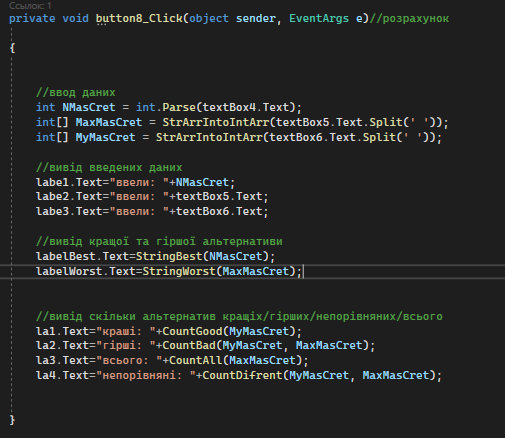 Ссылок: 1
private void button8_Click(object sender, EventArgs e)//розрахунок
{
//ввод даних
int NMasCret = int.Parse(textBox4.Text);
int[] MaxMasCret = StrArrIntoIntArr(textBox5.Text.Split(' '));
int[] MyMasCret = StrArrIntoIntArr(textBox6.Text.Split(' '));
//вивід введених даних
labe1.Text="ввели: "+NMasCret;
labe2.Text="ввели: "+textBox5.Text;
labe3.Text="ввели: "+textBox6.Text;
//вивід кращої та гіршої альтернативи
labelBest.Text=StringBest(NMasCret);
labelWorst.Text=StringWorst(MaxMasCret);
//вивід скільки альтернатив кращіх/гірших/непорівняних/всього
la1.Text="краші: "+CountGood(MyMasCret);
la2.Text="гірші: "+CountBad(MyMasCret, MaxMasCret);
la3.Text="всього: "+CountAll(MaxMasCret);
la4.Text="непорівняні: "+CountDifrent(MyMasCret, MaxMasCret);
}